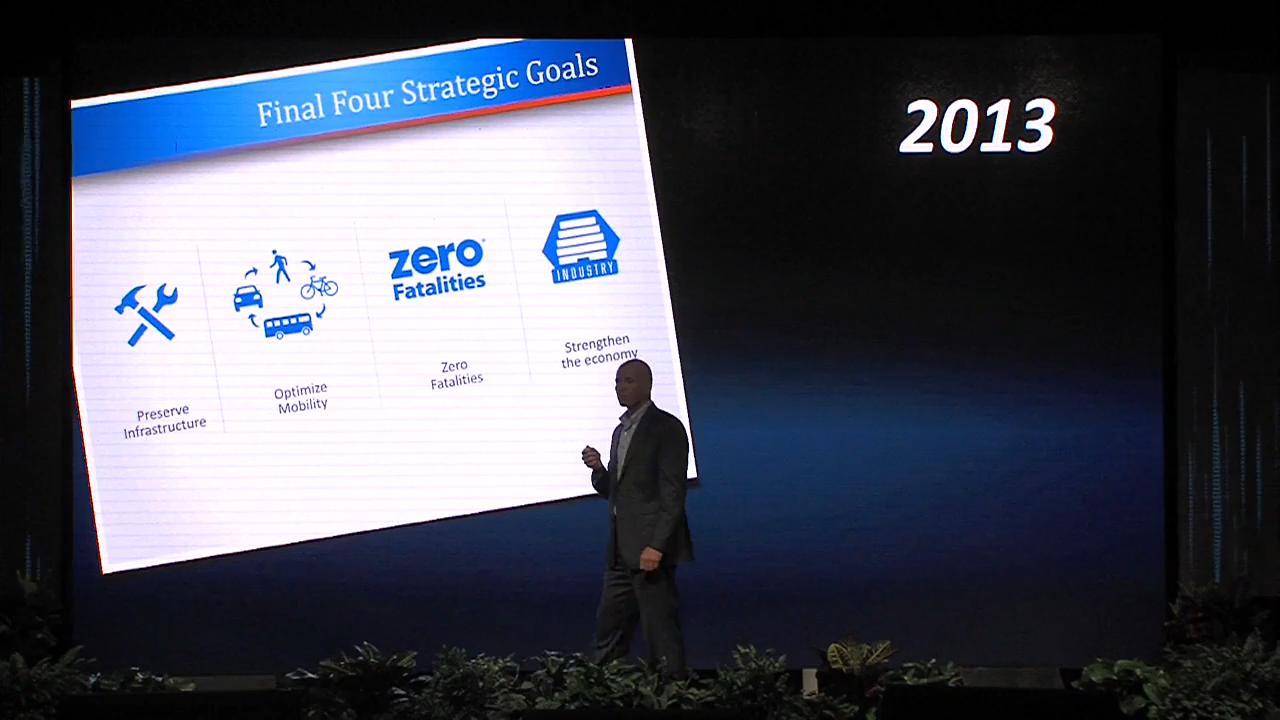 Final Four Strategic Goals
2013
zero
Fatalities
INDUSTRY
Preserve
Infrastructure
Optimize
Mobility
Zero
Fatalities
Strengthen
the economy